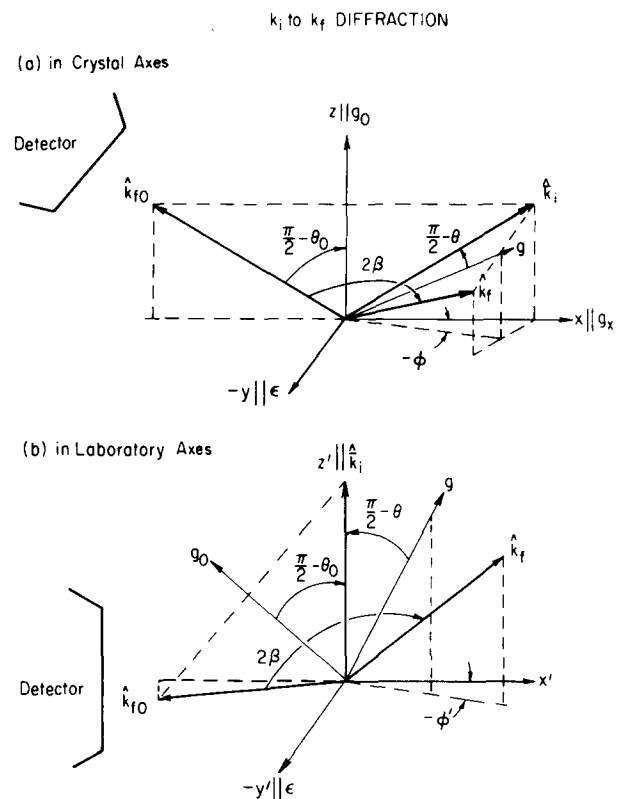 k_i to k_f DIFFRACTION
(a) in Crystal Axes
z||g_0
Detector
k̂_f0
k̂_i
π/2-θ_0
π/2-θ
2β
g
k̂_f
x||g_x
-φ
-y||ϵ
(b) in Laboratory Axes
z'||k̂_i
g
π/2-θ
g_0
π/2-θ_0
k̂_f
2β
Detector
k̂_f0
x'
-φ'
-y'||ϵ